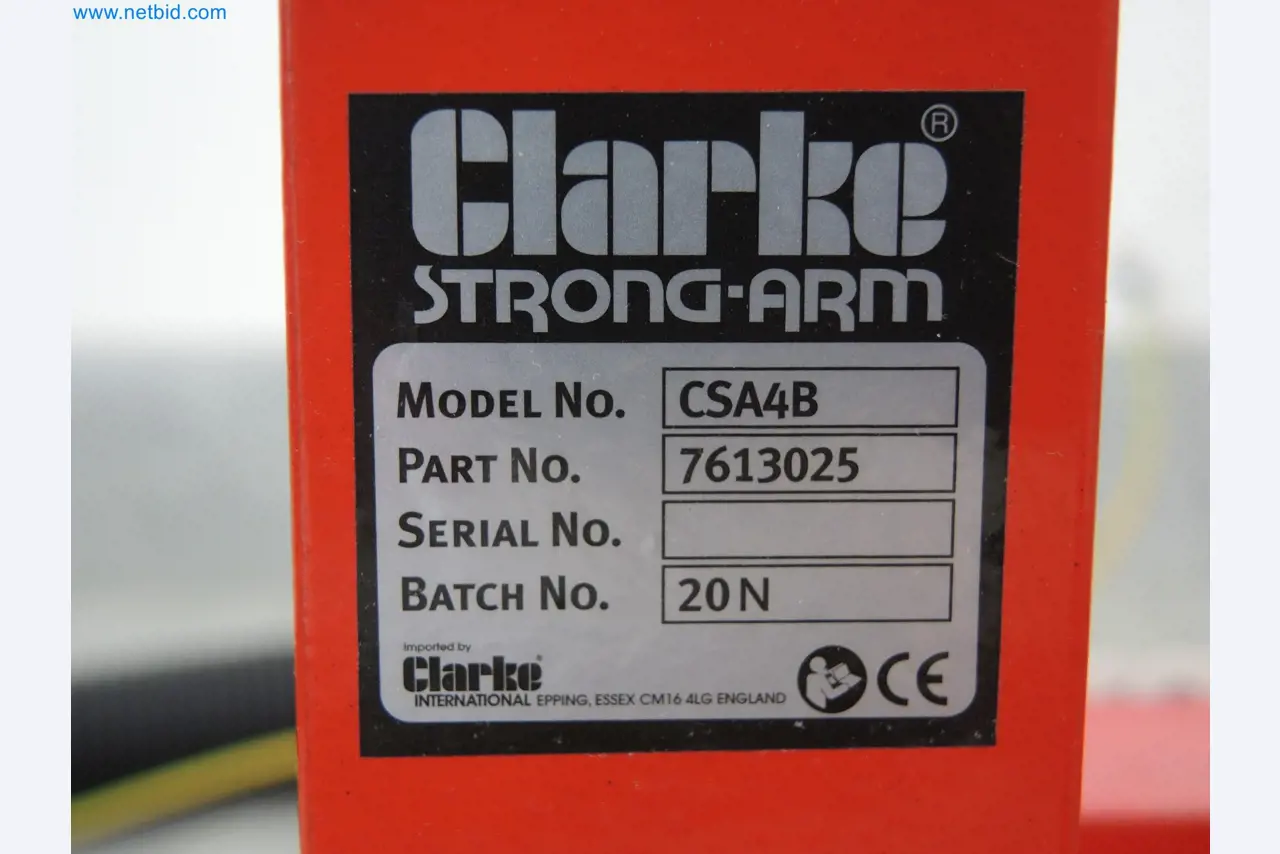 www.netbid.com
Clarke®
STRONG-ARM
MODEL NO. CSA4B
PART NO. 7613025
SERIAL NO.
BATCH NO. 20N
Imported by
Clarke®
INTERNATIONAL EPPING, ESSEX CM16 4LG ENGLAND
CE